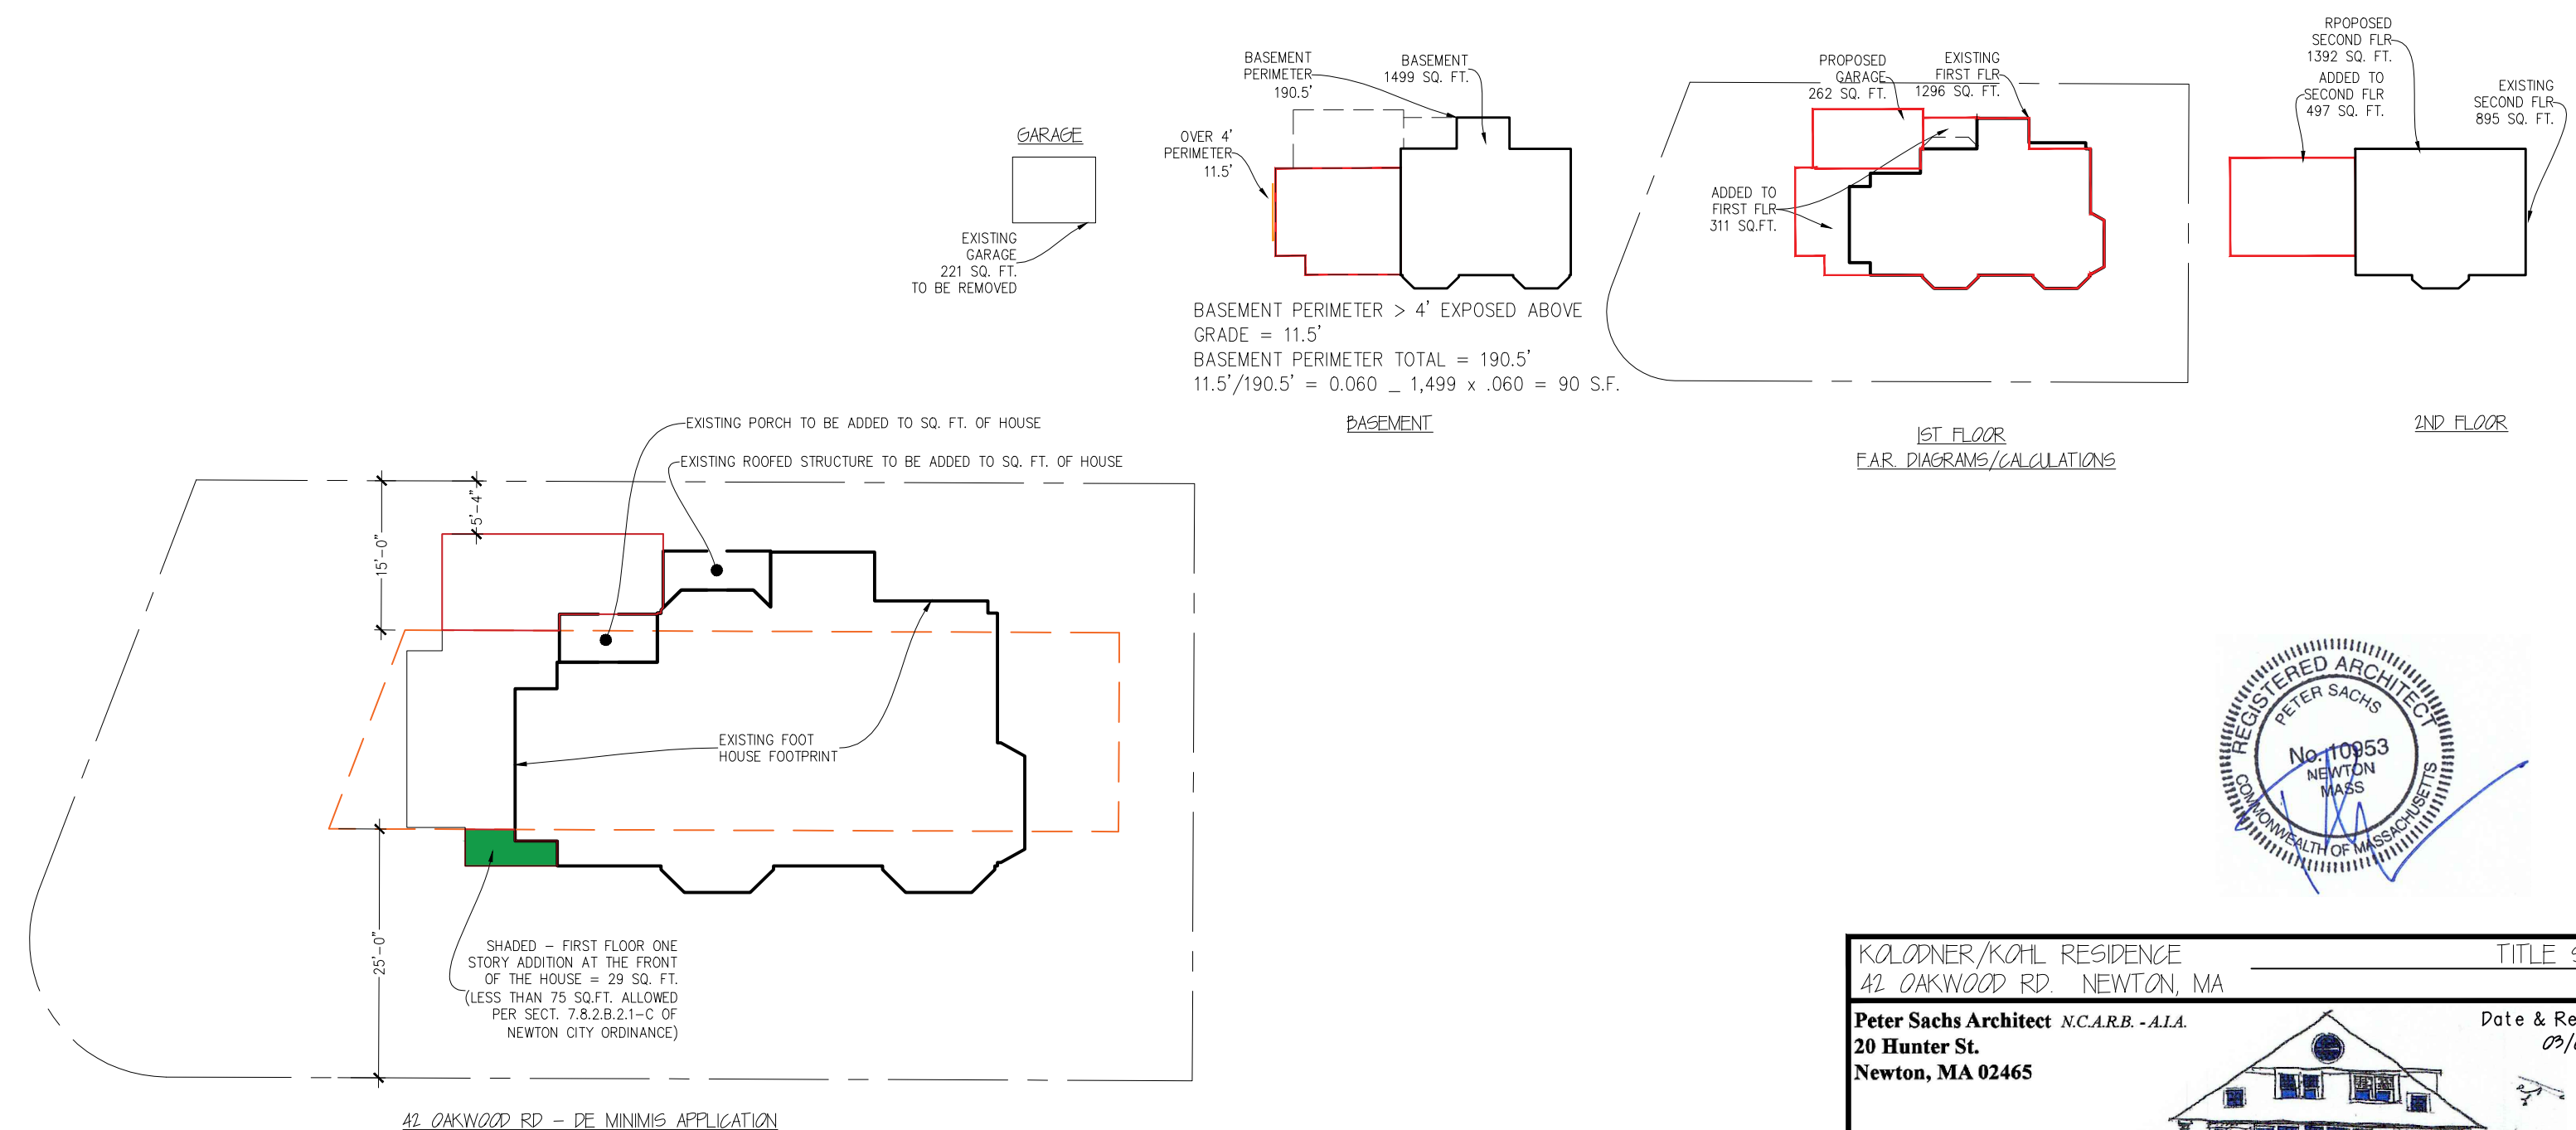 GARAGE
EXISTING
GARAGE
221 SQ. FT.
TO BE REMOVED
BASEMENT
PERIMETER
190.5'
BASEMENT
1499 SQ. FT.
OVER 4'
PERIMETER
11.5'
BASEMENT PERIMETER > 4' EXPOSED ABOVE
GRADE = 11.5'
BASEMENT PERIMETER TOTAL = 190.5'
11.5'/190.5' = 0.060 _ 1,499 x .060 = 90 S.F.
BASEMENT
PROPOSED
GARAGE
262 SQ. FT.
EXISTING
FIRST FLR
1296 SQ. FT.
ADDED TO
FIRST FLR
311 SQ.FT.
1ST FLOOR
F.A.R. DIAGRAMS/CALCULATIONS
RPOPOSED
SECOND FLR
1392 SQ. FT.
ADDED TO
SECOND FLR
497 SQ. FT.
EXISTING
SECOND FLR
895 SQ. FT.
2ND FLOOR
EXISTING PORCH TO BE ADDED TO SQ. FT. OF HOUSE
EXISTING ROOFED STRUCTURE TO BE ADDED TO SQ. FT. OF HOUSE
15'-0"
5'-4"
EXISTING FOOT
HOUSE FOOTPRINT
25'-0"
SHADED – FIRST FLOOR ONE
STORY ADDITION AT THE FRONT
OF THE HOUSE = 29 SQ. FT.
(LESS THAN 75 SQ.FT. ALLOWED
PER SECT. 7.8.2.B.2.1-C OF
NEWTON CITY ORDINANCE)
42 OAKWOOD RD – DE MINIMIS APPLICATION
REGISTERED ARCHITECT
PETER SACHS
No. 10953
NEWTON
MASS
COMMONWEALTH OF MASSACHUSETTS
KOLODNER/KOHL RESIDENCE
42 OAKWOOD RD. NEWTON, MA
TITLE
Peter Sachs Architect N.C.A.R.B. - A.I.A.
20 Hunter St.
Newton, MA 02465
Date & Re
03/